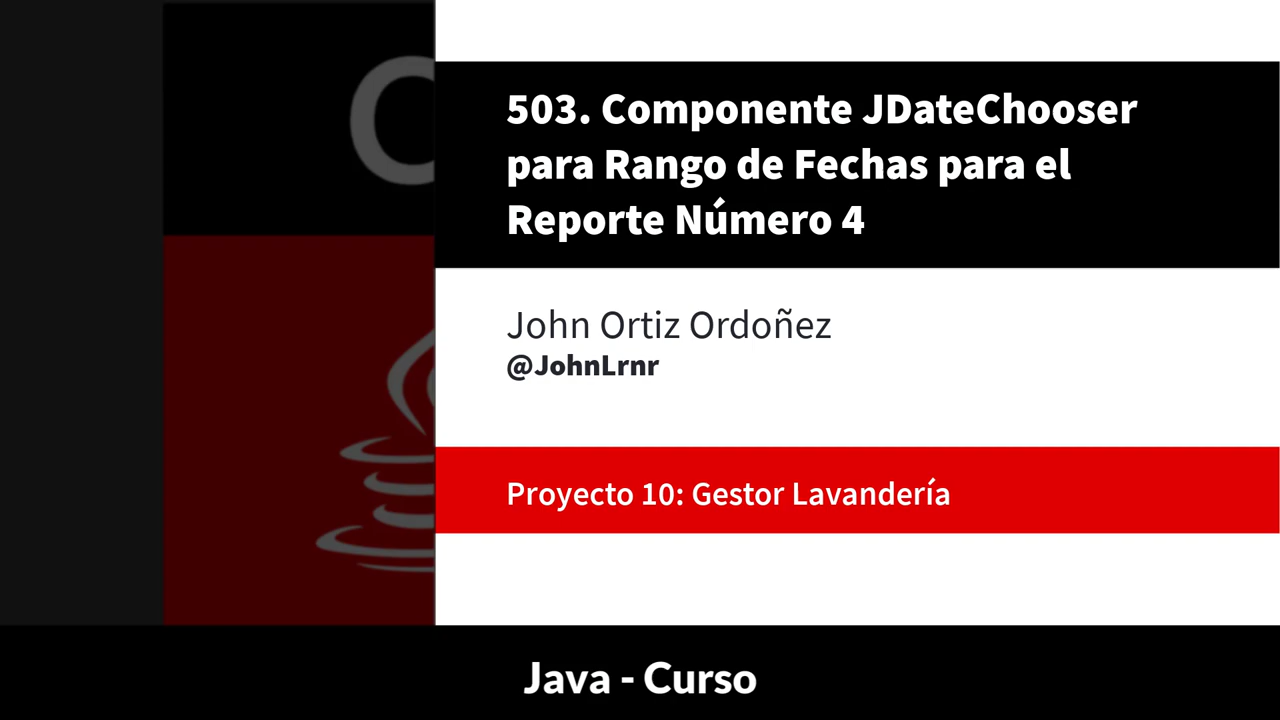 503. Componente JDateChooser
para Rango de Fechas para el
Reporte Número 4
John Ortiz Ordoñez
@JohnLrnr
Proyecto 10: Gestor Lavandería
Java - Curso